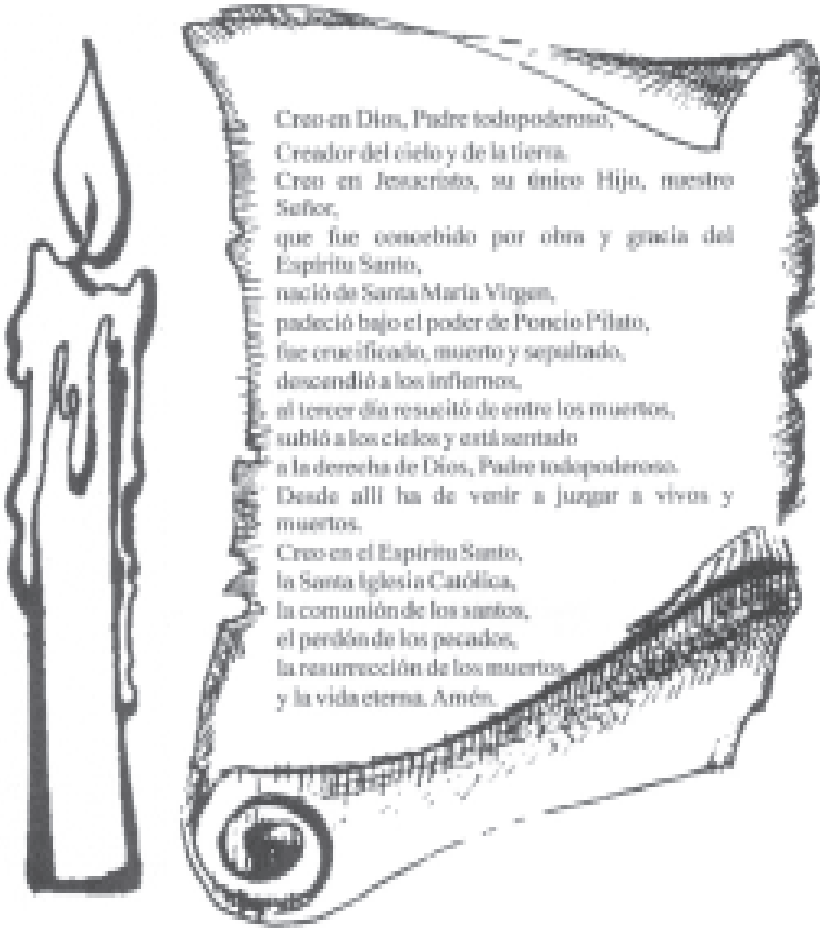 Creo en Dios, Padre todopoderoso,
Creador del cielo y de la tierra.
Creo en Jesucristo, su único Hijo, nuestro
Señor,
que fue concebido por obra y gracia del
Espíritu Santo,
nació de Santa María Virgen,
padeció bajo el poder de Poncio Pilato,
fue crucificado, muerto y sepultado,
descendió a los infiernos,
al tercer día resucitó de entre los muertos,
subió a los cielos y está sentado
a la derecha de Dios, Padre todopoderoso.
Desde allí ha de venir a juzgar a vivos y
muertos.
Creo en el Espíritu Santo,
la Santa Iglesia Católica,
la comunión de los santos,
el perdón de los pecados,
la resurrección de los muertos
y la vida eterna. Amén.